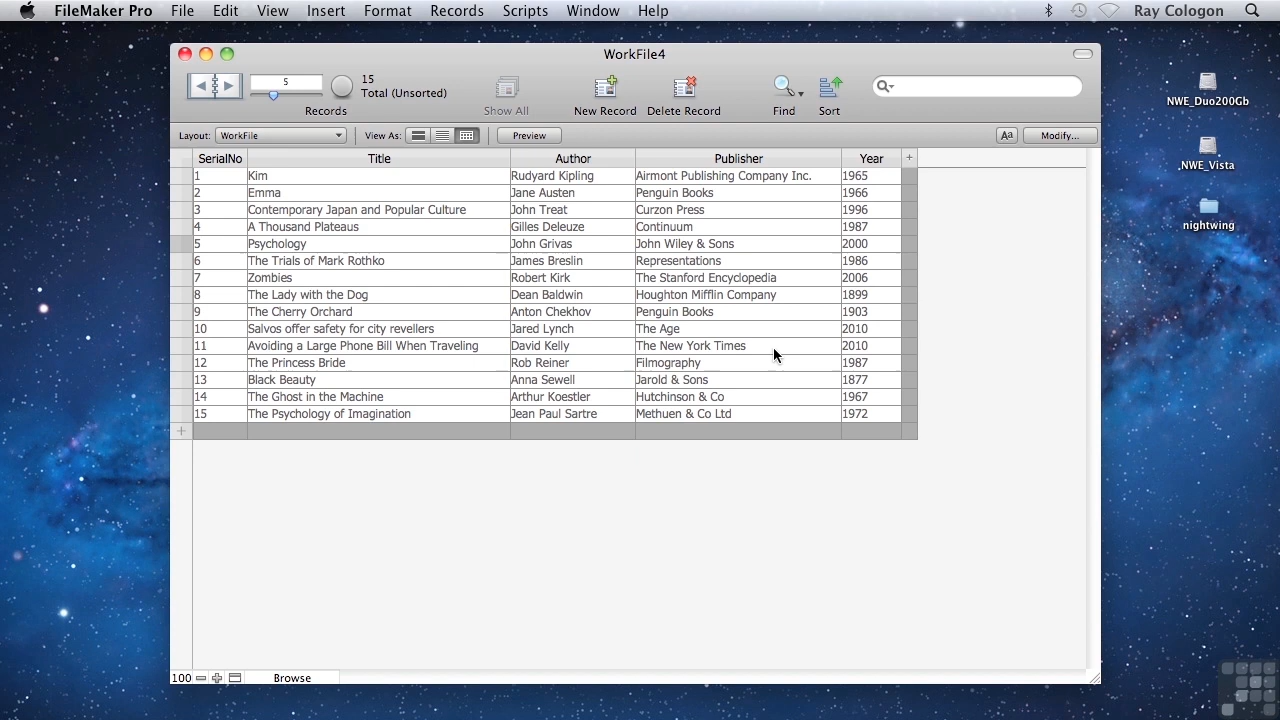 FileMaker Pro File Edit View Insert Format Records Scripts Window Help Ray Cologon
WorkFile4
5 15
Total (Unsorted)
Records Show All New Record Delete Record Find Sort
Layout: WorkFile View As: Preview Aa Modify...
SerialNo Title Author Publisher Year +
1 Kim Rudyard Kipling Airmont Publishing Company Inc. 1965
2 Emma Jane Austen Penguin Books 1966
3 Contemporary Japan and Popular Culture John Treat Curzon Press 1996
4 A Thousand Plateaus Gilles Deleuze Continuum 1987
5 Psychology John Grivas John Wiley & Sons 2000
6 The Trials of Mark Rothko James Breslin Representations 1986
7 Zombies Robert Kirk The Stanford Encyclopedia 2006
8 The Lady with the Dog Dean Baldwin Houghton Mifflin Company 1899
9 The Cherry Orchard Anton Chekhov Penguin Books 1903
10 Salvos offer safety for city revellers Jared Lynch The Age 2010
11 Avoiding a Large Phone Bill When Traveling David Kelly The New York Times 2010
12 The Princess Bride Rob Reiner Filmography 1987
13 Black Beauty Anna Sewell Jarold & Sons 1877
14 The Ghost in the Machine Arthur Koestler Hutchinson & Co 1967
15 The Psychology of Imagination Jean Paul Sartre Methuen & Co Ltd 1972
+
100 Browse
NWE_Duo200Gb
NWE_Vista
nightwing